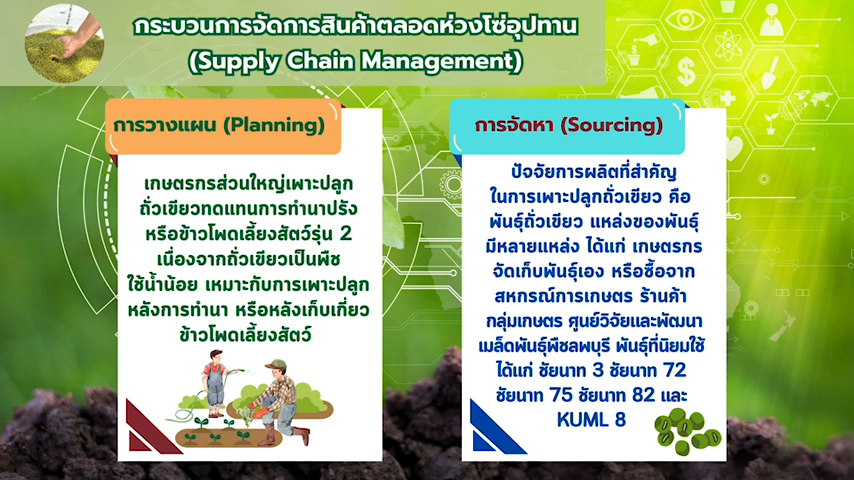 กระบวนการจัดการสินค้าตลอดห่วงโซ่อุปทาน
(Supply Chain Management)
การวางแผน (Planning)
เกษตรกรส่วนใหญ่เพาะปลูก
ถั่วเขียวทดแทนการทำนาปรัง
หรือข้าวโพดเลี้ยงสัตว์รุ่น 2
เนื่องจากถั่วเขียวเป็นพืช
ใช้น้ำน้อย เหมาะกับการเพาะปลูก
หลังการทำนา หรือหลังเก็บเกี่ยว
ข้าวโพดเลี้ยงสัตว์
การจัดหา (Sourcing)
ปัจจัยการผลิตที่สำคัญ
ในการเพาะปลูกถั่วเขียว คือ
พันธุ์ถั่วเขียว แหล่งของพันธุ์
มีหลายแหล่ง ได้แก่ เกษตรกร
จัดเก็บพันธุ์เอง หรือซื้อจาก
สหกรณ์การเกษตร ร้านค้า
กลุ่มเกษตร ศูนย์วิจัยและพัฒนา
เมล็ดพันธุ์พืชลพบุรี พันธุ์ที่นิยมใช้
ได้แก่ ชัยนาท 3 ชัยนาท 72
ชัยนาท 75 ชัยนาท 82 และ
KUML 8